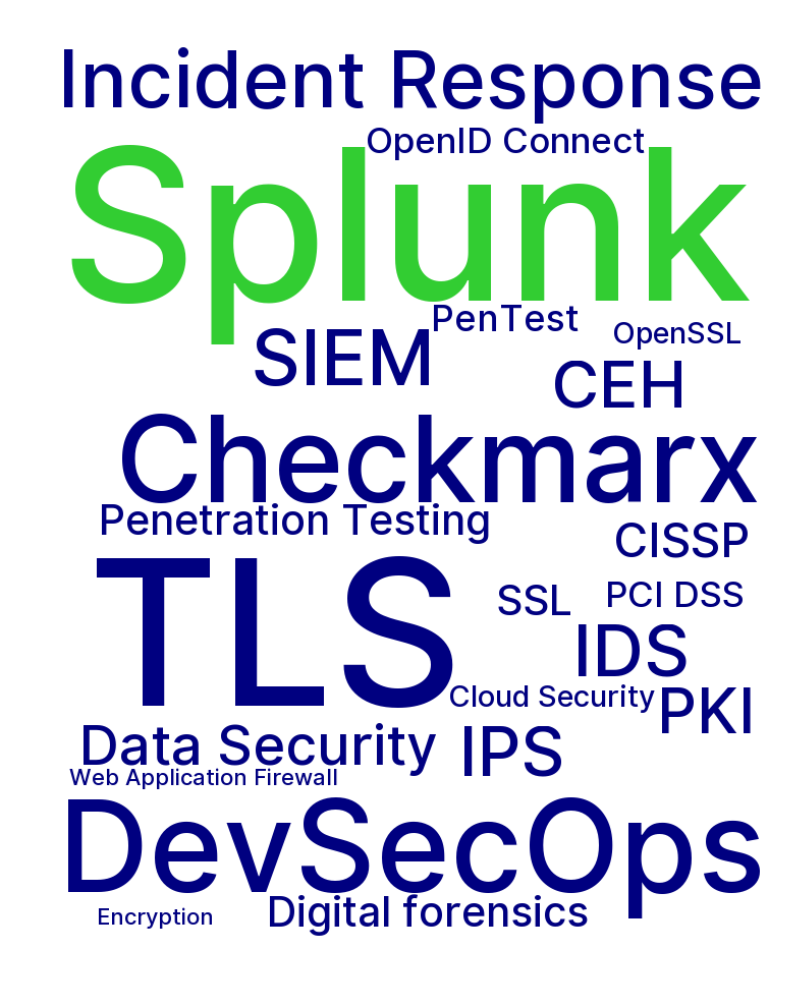 Incident Response
OpenID Connect
Splunk
PenTest
OpenSSL
SIEM
CEH
Checkmarx
Penetration Testing
CISSP
TLS
SSL
PCI DSS
IDS
Cloud Security
PKI
Data Security
IPS
Web Application Firewall
DevSecOps
Encryption
Digital forensics